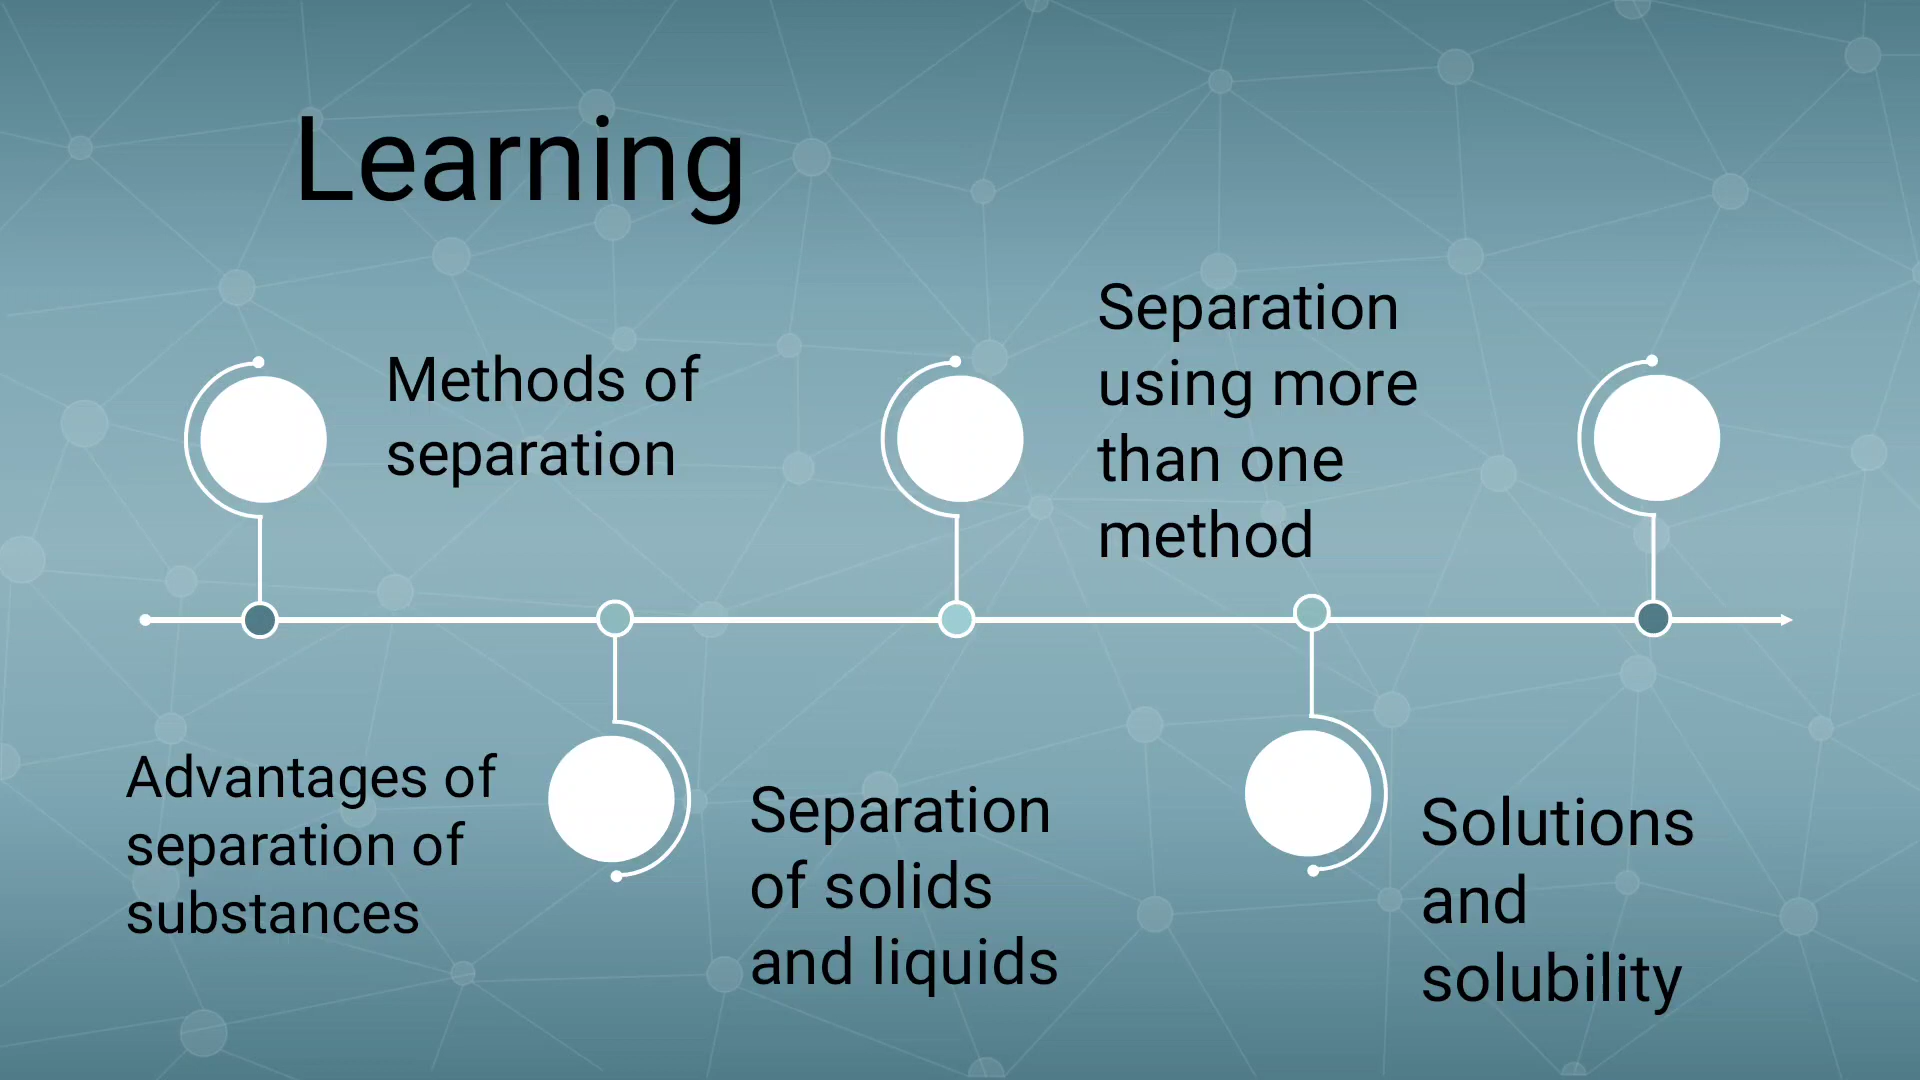 Learning
Methods of
separation
Separation
using more
than one
method
Advantages of
separation of
substances
Separation
of solids
and liquids
Solutions
and
solubility